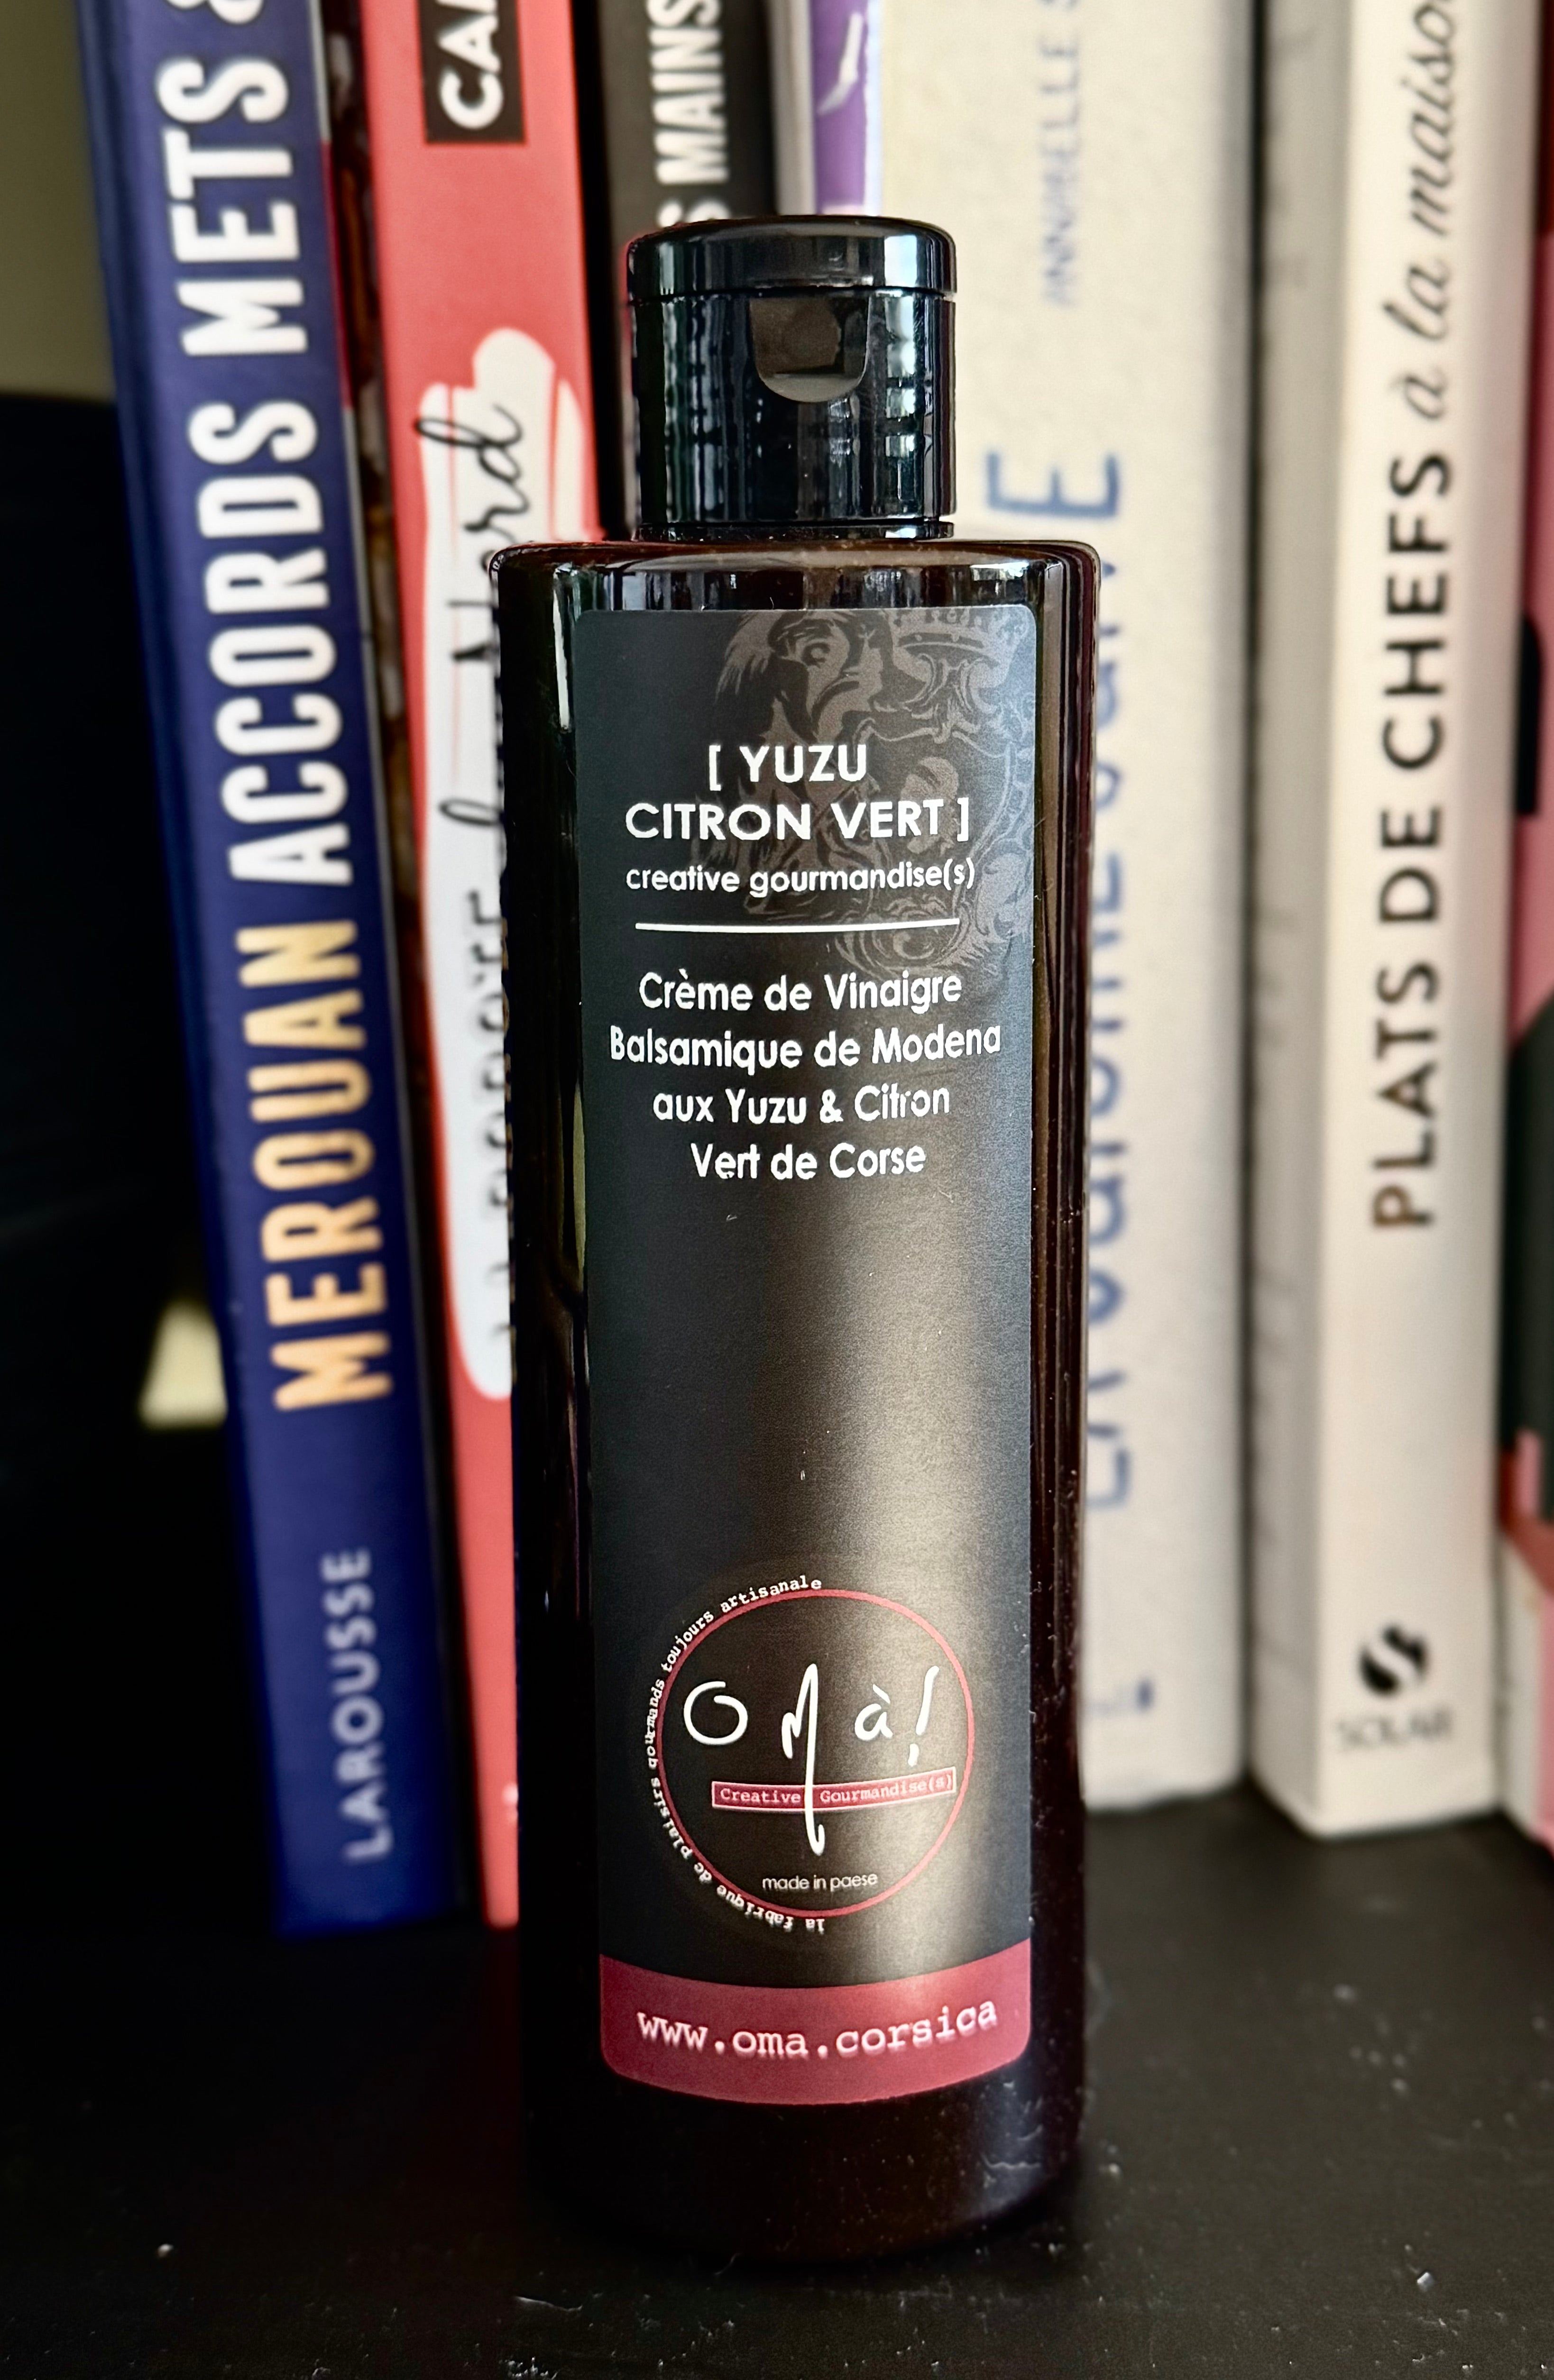 MEROUAN ACCORDS METS &
LAROUSSE
MAINS
ANNABELLE
PLATS DE CHEFS à la maison
SOLAR
[ YUZU
CITRON VERT ]
creative gourmandise(s)
Crème de Vinaigre
Balsamique de Modena
aux Yuzu & Citron
Vert de Corse
la fabrique de plaisirs gourmands toujours artisanale
OMà!
Creative Gourmandise(s)
made in paese
www.oma.corsica